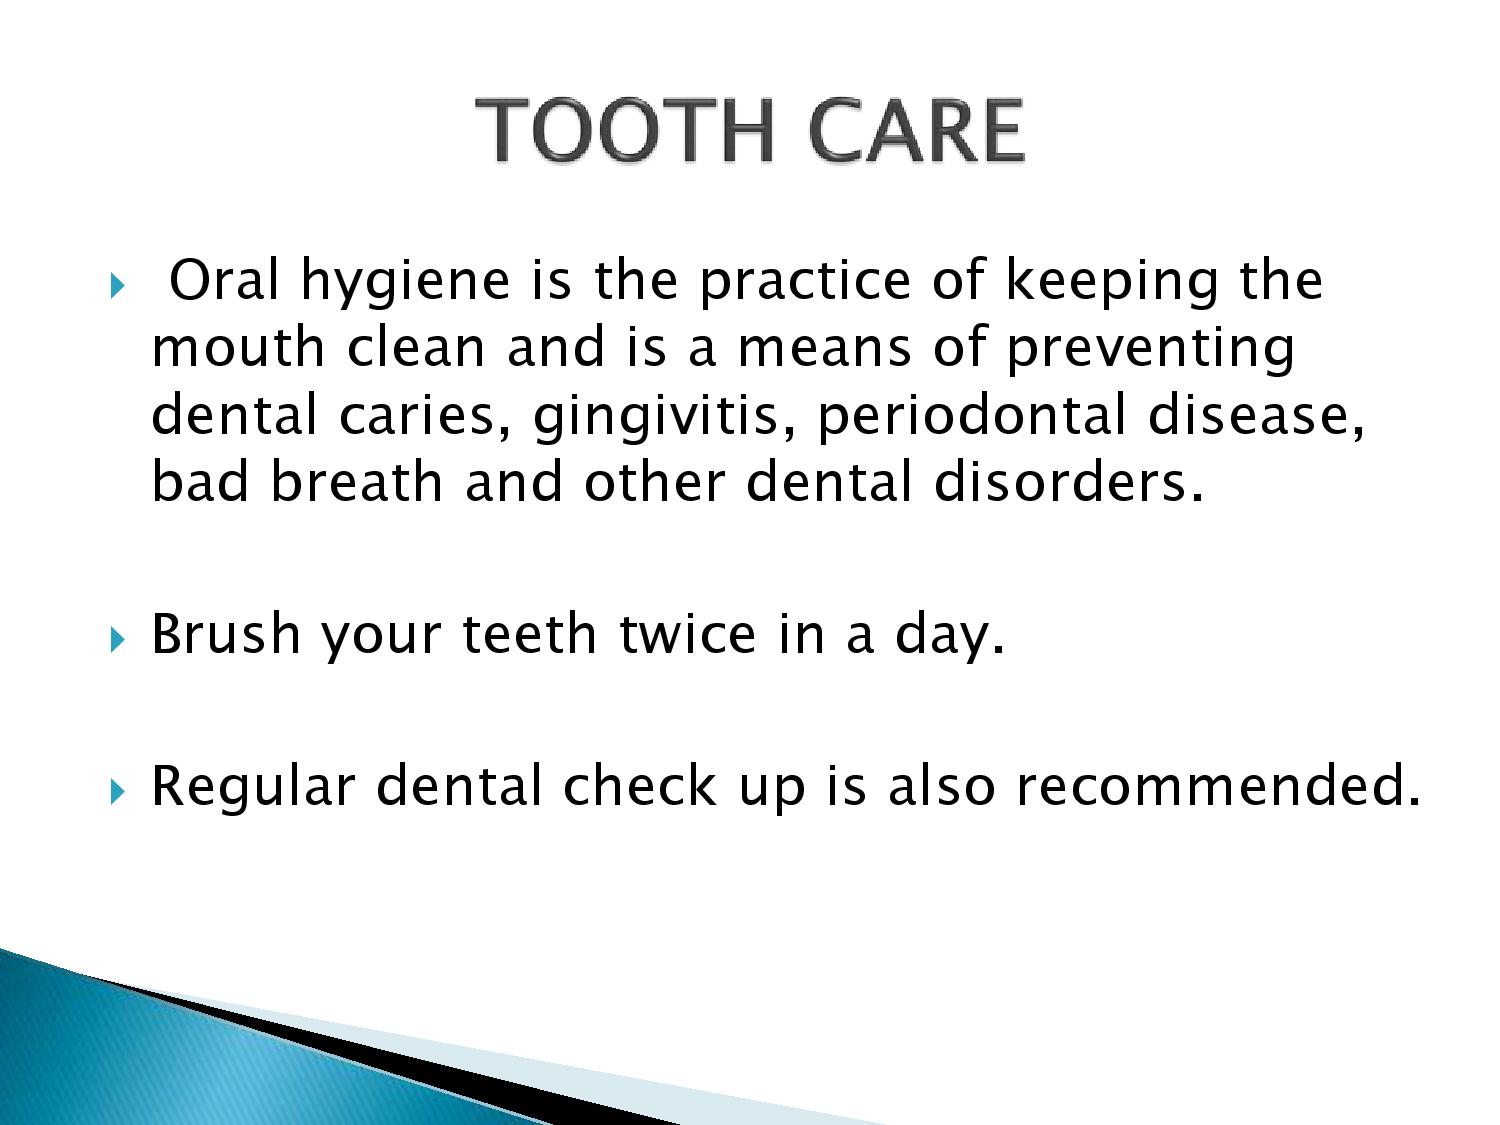 TOOTH CARE
Oral hygiene is the practice of keeping the
mouth clean and is a means of preventing
dental caries, gingivitis, periodontal disease,
bad breath and other dental disorders.
Brush your teeth twice in a day.
Regular dental check up is also recommended.